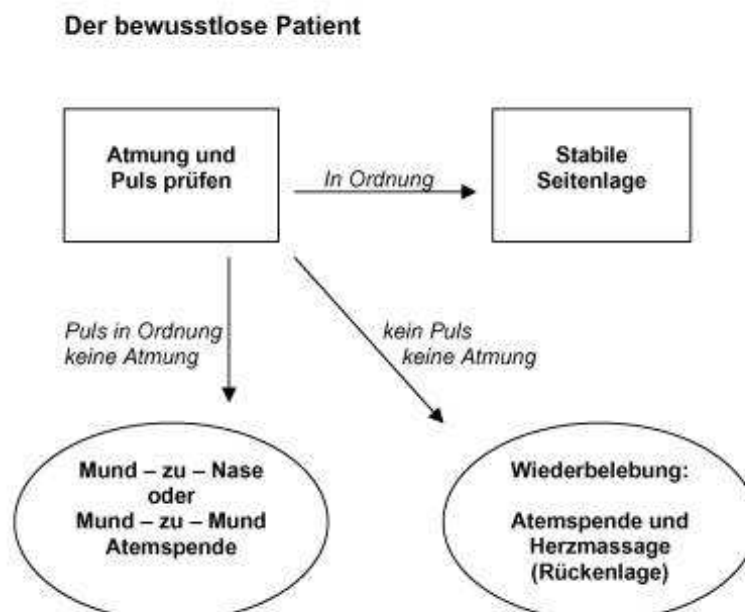 Der bewusstlose Patient
Atmung und
Puls prüfen
In Ordnung
Stabile
Seitenlage
Puls in Ordnung
keine Atmung
kein Puls
keine Atmung
Mund – zu – Nase
oder
Mund – zu – Mund
Atemspende
Wiederbelebung:
Atemspende und
Herzmassage
(Rückenlage)